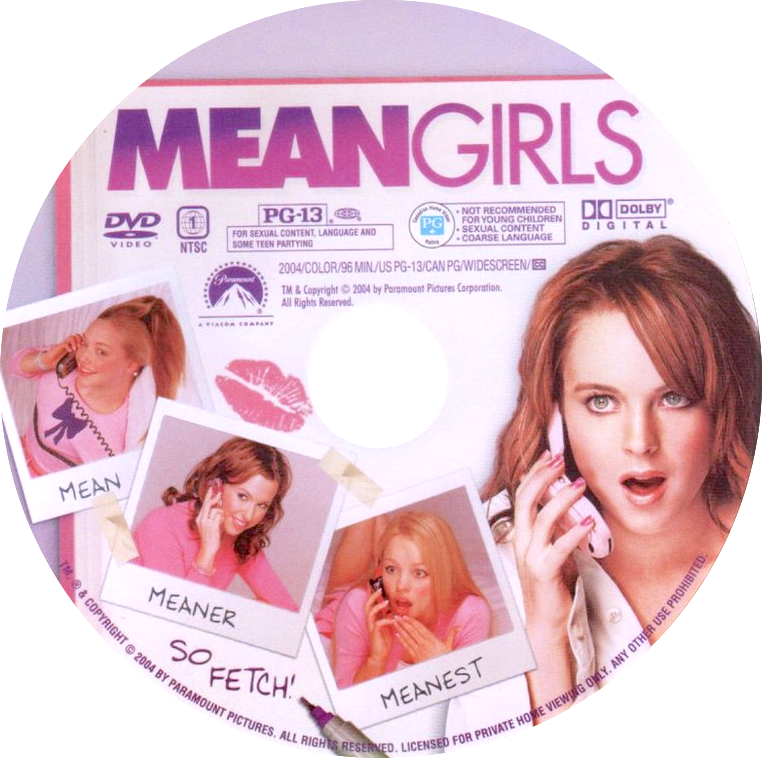 MEANGIRLS
DVD
VIDEO
1
NTSC
PG-13
FOR SEXUAL CONTENT, LANGUAGE AND
SOME TEEN PARTYING
PG
· NOT RECOMMENDED
FOR YOUNG CHILDREN
· SEXUAL CONTENT
· COARSE LANGUAGE
DOLBY
DIGITAL
2004/COLOR/96 MIN./US PG-13/CAN PG/WIDESCREEN/
Paramount
A VIACOM COMPANY
TM & Copyright © 2004 by Paramount Pictures Corporation.
All Rights Reserved.
MEAN
MEANER
MEANEST
SO
FETCH!
TM, ® & COPYRIGHT © 2004 BY PARAMOUNT PICTURES. ALL RIGHTS RESERVED. LICENSED FOR PRIVATE HOME VIEWING ONLY. ANY OTHER USE PROHIBITED.